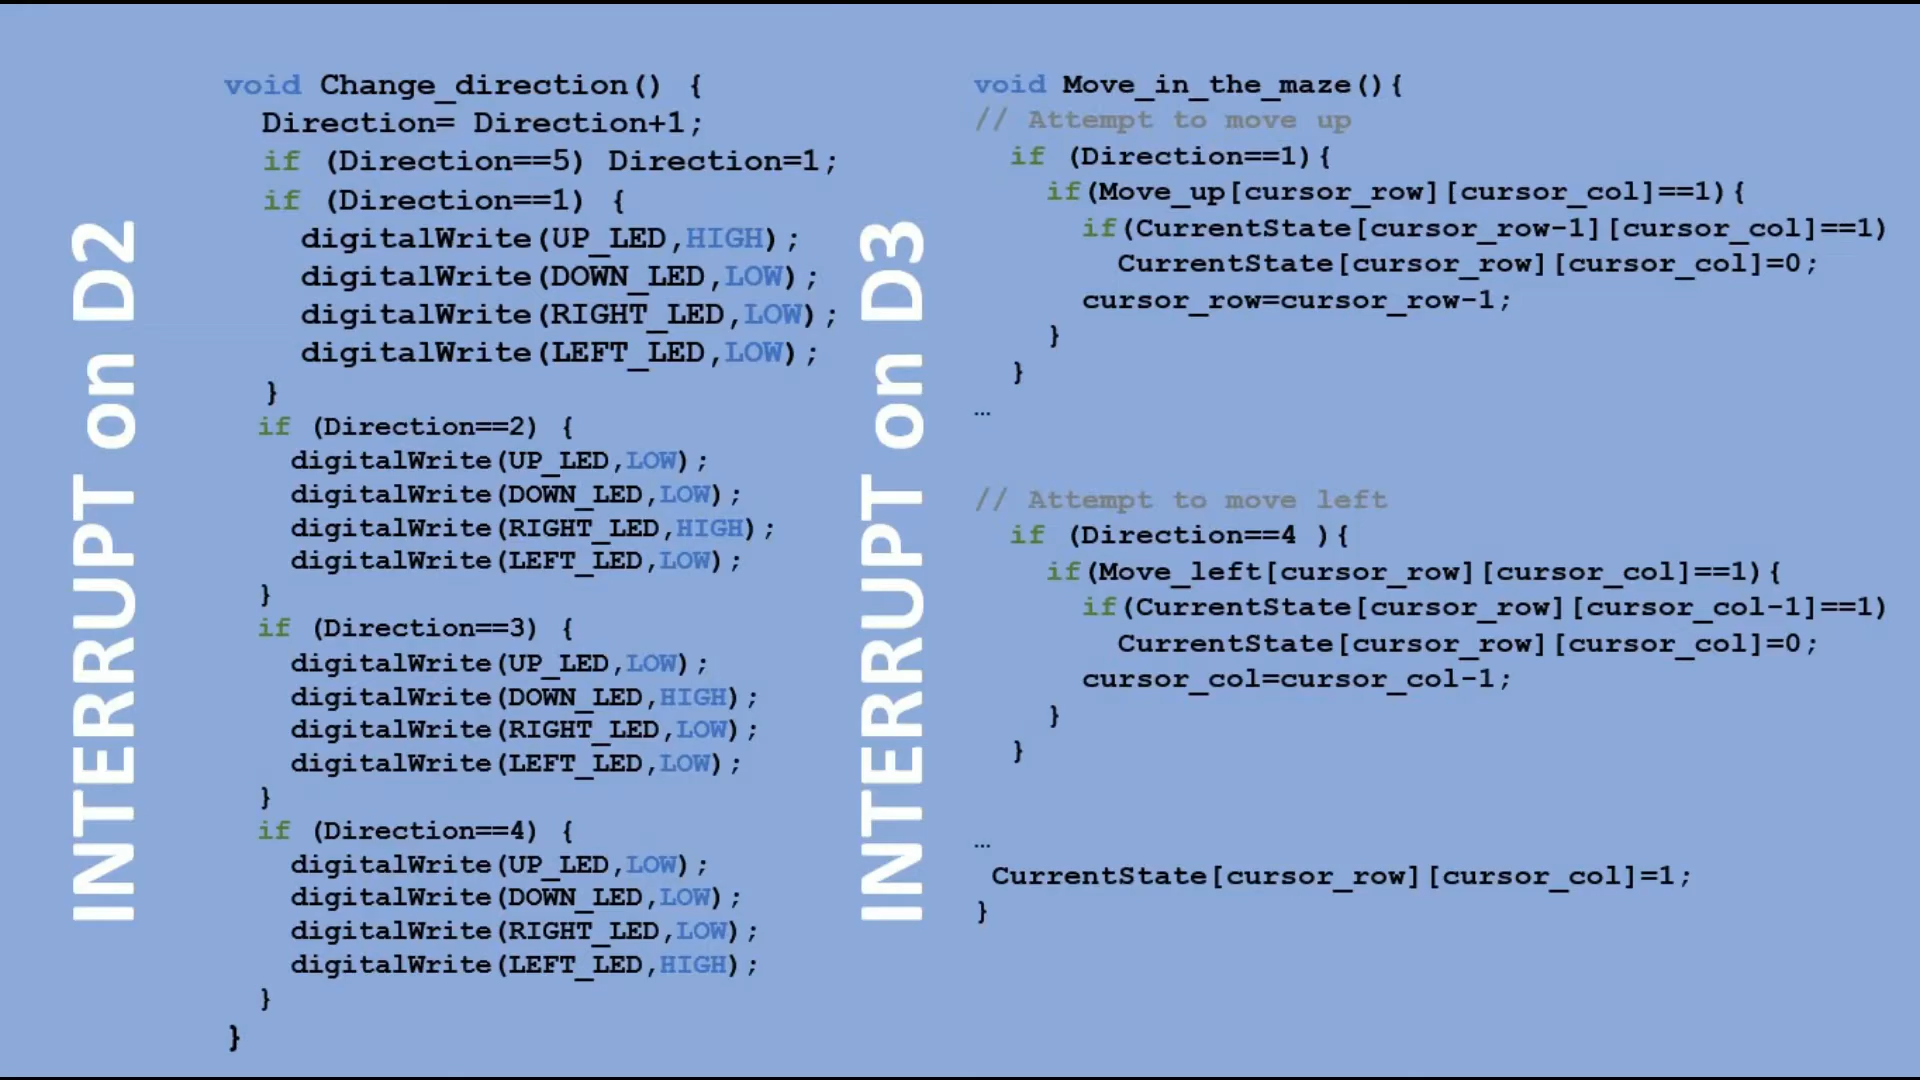 INTERRUPT on D2
void Change_direction() {
Direction= Direction+1;
if (Direction==5) Direction=1;
if (Direction==1) {
digitalWrite(UP_LED,HIGH);
digitalWrite(DOWN_LED,LOW);
digitalWrite(RIGHT_LED,LOW);
digitalWrite(LEFT_LED,LOW);
}
if (Direction==2) {
digitalWrite(UP_LED,LOW);
digitalWrite(DOWN_LED,LOW);
digitalWrite(RIGHT_LED,HIGH);
digitalWrite(LEFT_LED,LOW);
}
if (Direction==3) {
digitalWrite(UP_LED,LOW);
digitalWrite(DOWN_LED,HIGH);
digitalWrite(RIGHT_LED,LOW);
digitalWrite(LEFT_LED,LOW);
}
if (Direction==4) {
digitalWrite(UP_LED,LOW);
digitalWrite(DOWN_LED,LOW);
digitalWrite(RIGHT_LED,LOW);
digitalWrite(LEFT_LED,HIGH);
}
}
INTERRUPT on D3
void Move_in_the_maze(){
// Attempt to move up
if (Direction==1){
if(Move_up[cursor_row][cursor_col]==1){
if(CurrentState[cursor_row-1][cursor_col]==1)
CurrentState[cursor_row][cursor_col]=0;
cursor_row=cursor_row-1;
}
}
…
// Attempt to move left
if (Direction==4 ){
if(Move_left[cursor_row][cursor_col]==1){
if(CurrentState[cursor_row][cursor_col-1]==1)
CurrentState[cursor_row][cursor_col]=0;
cursor_col=cursor_col-1;
}
}
…
CurrentState[cursor_row][cursor_col]=1;
}